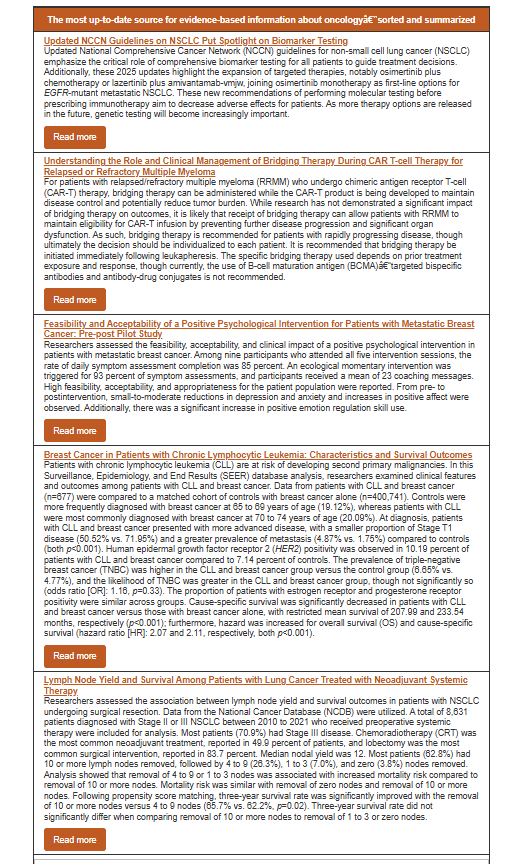 The most up-to-date source for evidence-based information about oncologyâ€”sorted and summarized
Updated NCCN Guidelines on NSCLC Put Spotlight on Biomarker Testing
Updated National Comprehensive Cancer Network (NCCN) guidelines for non-small cell lung cancer (NSCLC)
emphasize the critical role of comprehensive biomarker testing for all patients to guide treatment decisions.
Additionally, these 2025 updates highlight the expansion of targeted therapies, notably osimertinib plus
chemotherapy or lazertinib plus amivantamab-vmjw, joining osimertinib monotherapy as first-line options for
EGFR-mutant metastatic NSCLC. These new recommendations of performing molecular testing before
prescribing immunotherapy aim to decrease adverse effects for patients. As more therapy options are released
in the future, genetic testing will become increasingly important.
Read more
Understanding the Role and Clinical Management of Bridging Therapy During CAR T-cell Therapy for
Relapsed or Refractory Multiple Myeloma
For patients with relapsed/refractory multiple myeloma (RRMM) who undergo chimeric antigen receptor T-cell
(CAR-T) therapy, bridging therapy can be administered while the CAR-T product is being developed to maintain
disease control and potentially reduce tumor burden. While research has not demonstrated a significant impact
of bridging therapy on outcomes, it is likely that receipt of bridging therapy can allow patients with RRMM to
maintain eligibility for CAR-T infusion by preventing further disease progression and significant organ
dysfunction. As such, bridging therapy is recommended for patients with rapidly progressing disease, though
ultimately the decision should be individualized to each patient. It is recommended that bridging therapy be
initiated immediately following leukapheresis. The specific bridging therapy used depends on prior treatment
exposure and response, though currently, the use of B-cell maturation antigen (BCMA)â€“targeted bispecific
antibodies and antibody-drug conjugates is not recommended.
Read more
Feasibility and Acceptability of a Positive Psychological Intervention for Patients with Metastatic Breast
Cancer: Pre-post Pilot Study
Researchers assessed the feasibility, acceptability, and clinical impact of a positive psychological intervention in
patients with metastatic breast cancer. Among nine participants who attended all five intervention sessions, the
rate of daily symptom assessment completion was 85 percent. An ecological momentary intervention was
triggered for 93 percent of symptom assessments, and participants received a mean of 23 coaching messages.
High feasibility, acceptability, and appropriateness for the patient population were reported. From pre- to
postintervention, small-to-moderate reductions in depression and anxiety and increases in positive affect were
observed. Additionally, there was a significant increase in positive emotion regulation skill use.
Read more
Breast Cancer in Patients with Chronic Lymphocytic Leukemia: Characteristics and Survival Outcomes
Patients with chronic lymphocytic leukemia (CLL) are at risk of developing second primary malignancies. In this
Surveillance, Epidemiology, and End Results (SEER) database analysis, researchers examined clinical features
and outcomes among patients with CLL and breast cancer. Data from patients with CLL and breast cancer
(n=677) were compared to a matched cohort of controls with breast cancer alone (n=400,741). Controls were
more frequently diagnosed with breast cancer at 65 to 69 years of age (19.12%), whereas patients with CLL
were most commonly diagnosed with breast cancer at 70 to 74 years of age (20.09%). At diagnosis, patients
with CLL and breast cancer presented with more advanced disease, with a smaller proportion of Stage T1
disease (50.52% vs. 71.95%) and a greater prevalence of metastasis (4.87% vs. 1.75%) compared to controls
(both p<0.001). Human epidermal growth factor receptor 2 (HER2) positivity was observed in 10.19 percent of
patients with CLL and breast cancer compared to 7.14 percent of controls. The prevalence of triple-negative
breast cancer (TNBC) was higher in the CLL and breast cancer group versus the control group (6.65% vs.
4.77%), and the likelihood of TNBC was greater in the CLL and breast cancer group, though not significantly so
(odds ratio [OR]: 1.16, p=0.33). The proportion of patients with estrogen receptor and progesterone receptor
positivity were similar across groups. Cause-specific survival was significantly decreased in patients with CLL
and breast cancer versus those with breast cancer alone, with restricted mean survival of 207.99 and 233.54
months, respectively (p<0.001); furthermore, hazard was increased for overall survival (OS) and cause-specific
survival (hazard ratio [HR]: 2.07 and 2.11, respectively, both p<0.001).
Read more
Lymph Node Yield and Survival Among Patients with Lung Cancer Treated with Neoadjuvant Systemic
Therapy
Researchers assessed the association between lymph node yield and survival outcomes in patients with NSCLC
undergoing surgical resection. Data from the National Cancer Database (NCDB) were utilized. A total of 8,631
patients diagnosed with Stage II or III NSCLC between 2010 to 2021 who received preoperative systemic
therapy were included for analysis. Most patients (70.9%) had Stage III disease. Chemoradiotherapy (CRT) was
the most common neoadjuvant treatment, reported in 49.9 percent of patients, and lobectomy was the most
common surgical intervention, reported in 83.7 percent. Median nodal yield was 12. Most patients (62.8%) had
10 or more lymph nodes removed, followed by 4 to 9 (26.3%), 1 to 3 (7.0%), and zero (3.8%) nodes removed.
Analysis showed that removal of 4 to 9 or 1 to 3 nodes was associated with increased mortality risk compared to
removal of 10 or more nodes. Mortality risk was similar with removal of zero nodes and removal of 10 or more
nodes. Following propensity score matching, three-year survival rate was significantly improved with the removal
of 10 or more nodes versus 4 to 9 nodes (65.7% vs. 62.2%, p=0.02). Three-year survival rate did not
significantly differ when comparing removal of 10 or more nodes to removal of 1 to 3 or zero nodes.
Read more